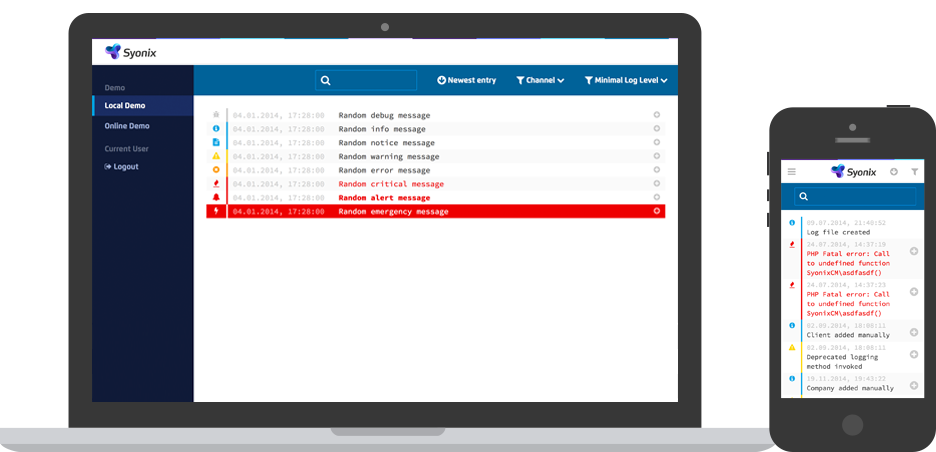 Syonix
Newest entry
Channel
Minimal Log Level
Demo
Local Demo
Online Demo
Current User
Logout
04.01.2014, 17:28:00 Random debug message
04.01.2014, 17:28:00 Random info message
04.01.2014, 17:28:00 Random notice message
04.01.2014, 17:28:00 Random warning message
04.01.2014, 17:28:00 Random error message
04.01.2014, 17:28:00 Random critical message
04.01.2014, 17:28:00 Random alert message
04.01.2014, 17:28:00 Random emergency message
Syonix
09.07.2014, 21:40:52
Log file created
24.07.2014, 14:37:19
PHP Fatal error: Call
to undefined function
SyonixCM\asdfasdf()
24.07.2014, 14:37:23
PHP Fatal error: Call
to undefined function
SyonixCM\asdfasdf()
02.09.2014, 18:08:11
Client added manually
02.09.2014, 18:08:11
Deprecated logging
method invoked
19.11.2014, 19:43:22
Company added manually